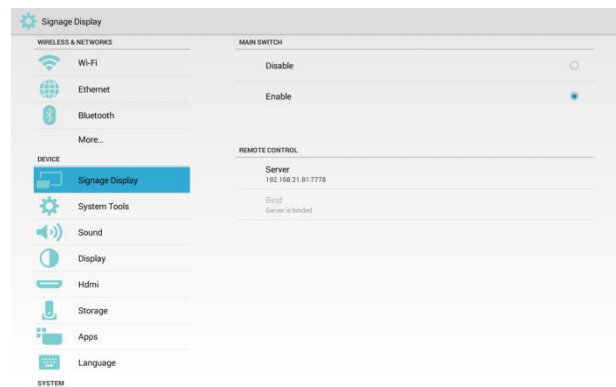 Signage Display
WIRELESS & NETWORKS
Wi-Fi
Ethernet
Bluetooth
More...
DEVICE
Signage Display
System Tools
Sound
Display
Hdmi
Storage
Apps
Language
SYSTEM
MAIN SWITCH
Disable
Enable
REMOTE CONTROL
Server
192.168.21.81:7778
Bind
Server is binded